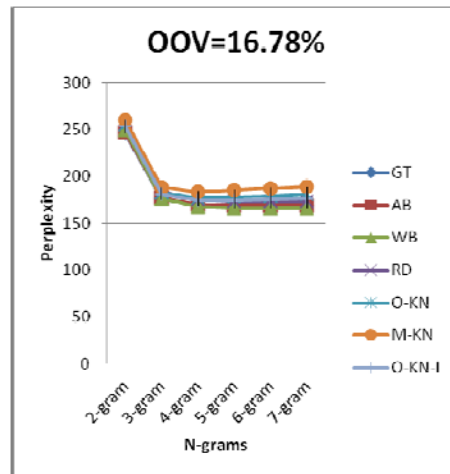 OOV=16.78%
300
250
200
150
100
50
0
Perplexity
2-gram
3-gram
4-gram
5-gram
6-gram
7-gram
N-grams
GT
AB
WB
RD
O-KN
M-KN
O-KN-I